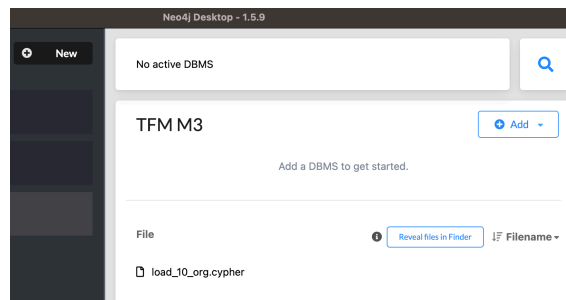 Neo4j Desktop - 1.5.9
New
No active DBMS
TFM M3
Add
Add a DBMS to get started.
File
Reveal files in Finder
Filename
load_10_org.cypher